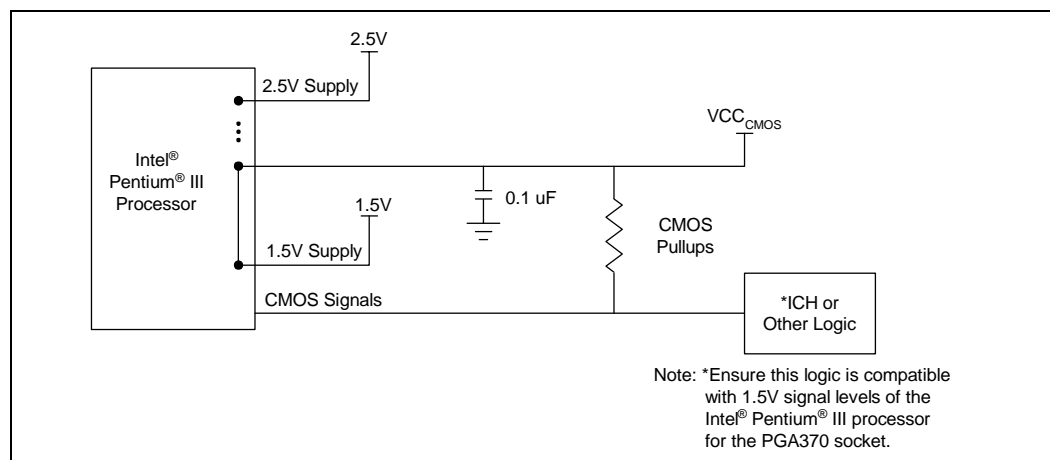 2.5V
2.5V Supply
VCC_CMOS
Intel® 
Pentium® III
Processor
0.1 uF
1.5V
CMOS
Pullups
1.5V Supply
CMOS Signals
*ICH or
Other Logic
Note: *Ensure this logic is compatible
with 1.5V signal levels of the
Intel® Pentium® III processor
for the PGA370 socket.